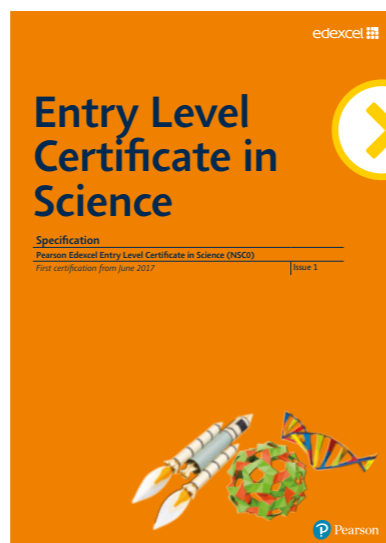 edexcel
Entry Level
Certificate in
Science
Specification
Pearson Edexcel Entry Level Certificate in Science (NSC0)
First certification from June 2017
Issue 1
Pearson